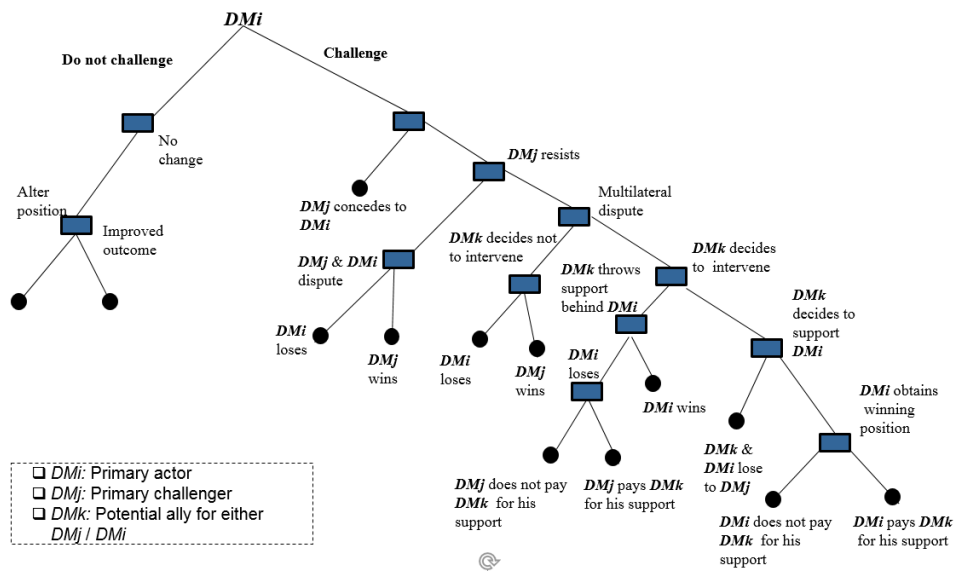 DMi
Do not challenge
Challenge
No
change
DMj resists
Alter
position
Improved
outcome
DMj concedes to
DMi
Multilateral
dispute
DMj & DMi
dispute
DMk decides not
to intervene
DMk decides
to intervene
DMk throws
support
behind DMi
DMk
decides to
support
DMi
DMi
loses
DMj
wins
DMi
loses
DMj
wins
DMi
loses
DMi wins
DMi obtains
winning
position
DMk &
DMi lose
to DMj
DMj does not pay
DMk for his
support
DMj pays DMk
for his support
DMi does not pay
DMk for his
support
DMi pays DMk
for his support
DMi: Primary actor
DMj: Primary challenger
DMk: Potential ally for either
DMj / DMi